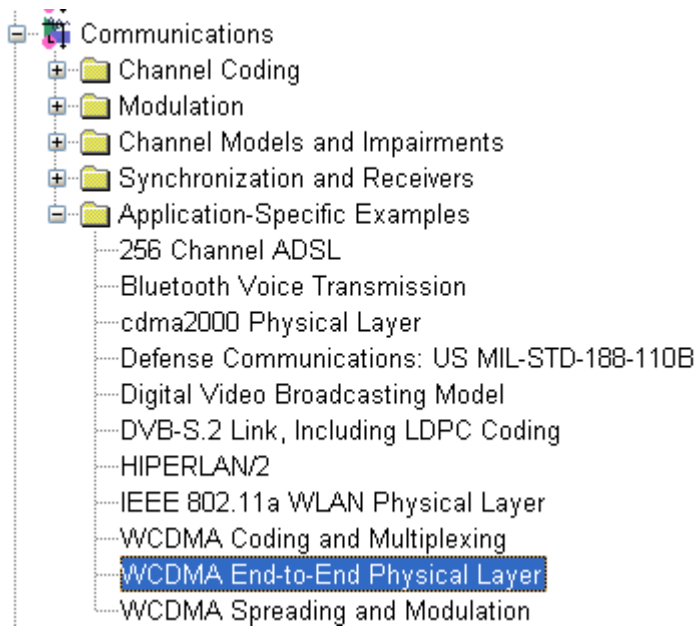 Communications
Channel Coding
Modulation
Channel Models and Impairments
Synchronization and Receivers
Application-Specific Examples
256 Channel ADSL
Bluetooth Voice Transmission
cdma2000 Physical Layer
Defense Communications: US MIL-STD-188-110B
Digital Video Broadcasting Model
DVB-S.2 Link, Including LDPC Coding
HIPERLAN/2
IEEE 802.11a WLAN Physical Layer
WCDMA Coding and Multiplexing
WCDMA End-to-End Physical Layer
WCDMA Spreading and Modulation